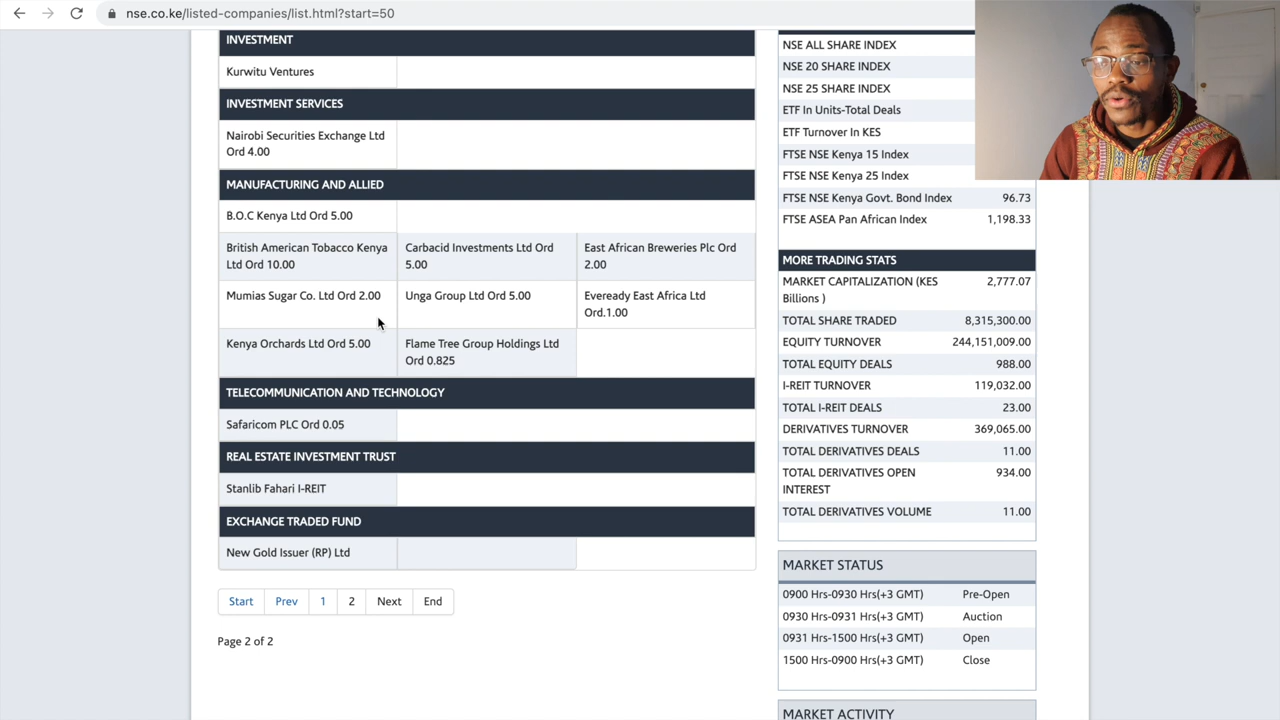 nse.co.ke/listed-companies/list.html?start=50
INVESTMENT
Kurwitu Ventures
INVESTMENT SERVICES
Nairobi Securities Exchange Ltd
Ord 4.00
MANUFACTURING AND ALLIED
B.O.C Kenya Ltd Ord 5.00
British American Tobacco Kenya
Ltd Ord 10.00
Carbacid Investments Ltd Ord
5.00
East African Breweries Plc Ord
2.00
Mumias Sugar Co. Ltd Ord 2.00
Unga Group Ltd Ord 5.00
Eveready East Africa Ltd
Ord.1.00
Kenya Orchards Ltd Ord 5.00
Flame Tree Group Holdings Ltd
Ord 0.825
TELECOMMUNICATION AND TECHNOLOGY
Safaricom PLC Ord 0.05
REAL ESTATE INVESTMENT TRUST
Stanlib Fahari I-REIT
EXCHANGE TRADED FUND
New Gold Issuer (RP) Ltd
Start Prev 1 2 Next End
Page 2 of 2
NSE ALL SHARE INDEX
NSE 20 SHARE INDEX
NSE 25 SHARE INDEX
ETF In Units-Total Deals
ETF Turnover In KES
FTSE NSE Kenya 15 Index
FTSE NSE Kenya 25 Index
FTSE NSE Kenya Govt. Bond Index 96.73
FTSE ASEA Pan African Index 1,198.33
MORE TRADING STATS
MARKET CAPITALIZATION (KES 2,777.07
Billions )
TOTAL SHARE TRADED 8,315,300.00
EQUITY TURNOVER 244,151,009.00
TOTAL EQUITY DEALS 988.00
I-REIT TURNOVER 119,032.00
TOTAL I-REIT DEALS 23.00
DERIVATIVES TURNOVER 369,065.00
TOTAL DERIVATIVES DEALS 11.00
TOTAL DERIVATIVES OPEN 934.00
INTEREST
TOTAL DERIVATIVES VOLUME 11.00
MARKET STATUS
0900 Hrs-0930 Hrs(+3 GMT) Pre-Open
0930 Hrs-0931 Hrs(+3 GMT) Auction
0931 Hrs-1500 Hrs(+3 GMT) Open
1500 Hrs-0900 Hrs(+3 GMT) Close
MARKET ACTIVITY